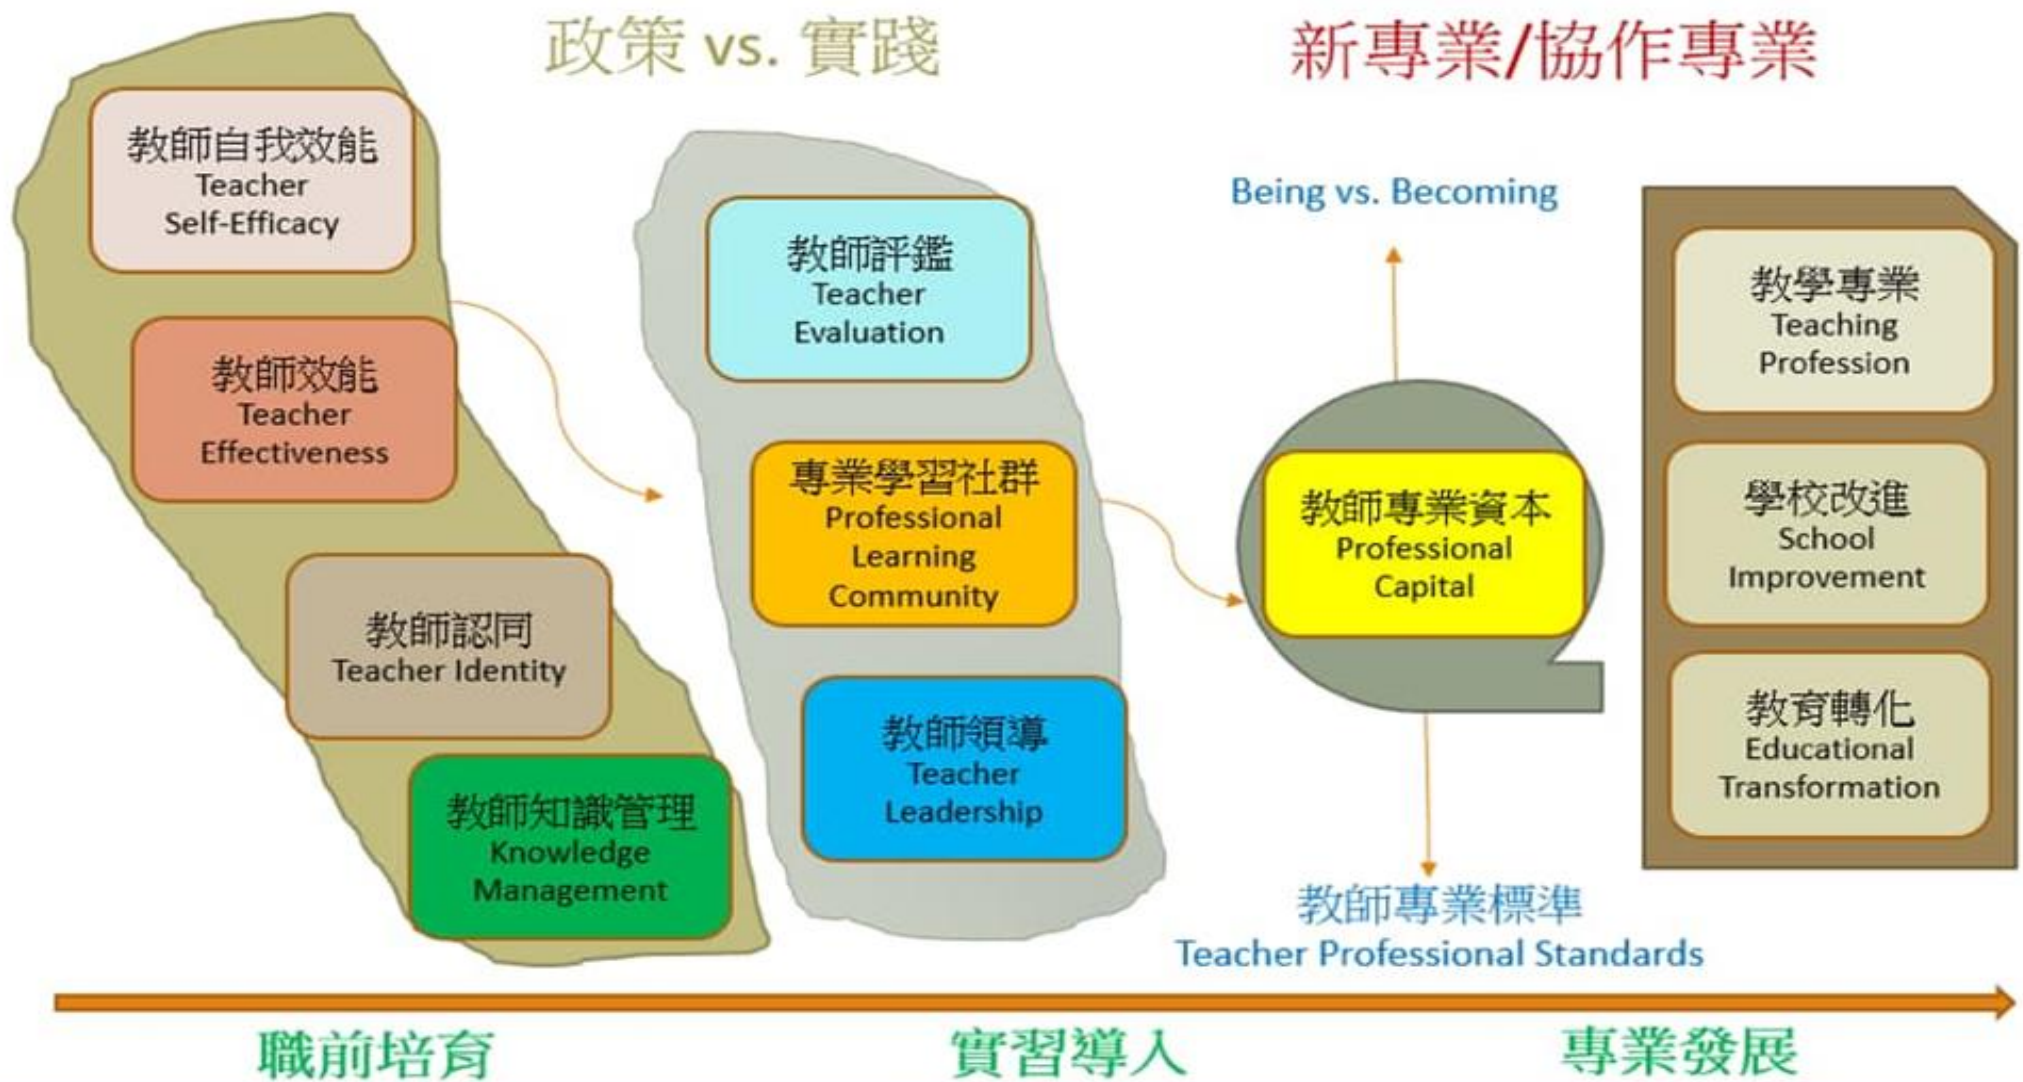 政策 vs. 實踐
新專業/協作專業
教師自我效能
Teacher
Self-Efficacy
教師效能
Teacher
Effectiveness
教師認同
Teacher Identity
教師知識管理
Knowledge
Management
教師評鑑
Teacher
Evaluation
專業學習社群
Professional
Learning
Community
教師領導
Teacher
Leadership
Being vs. Becoming
教師專業資本
Professional
Capital
教師專業標準
Teacher Professional Standards
教學專業
Teaching
Profession
學校改進
School
Improvement
教育轉化
Educational
Transformation
職前培育
實習導入
專業發展